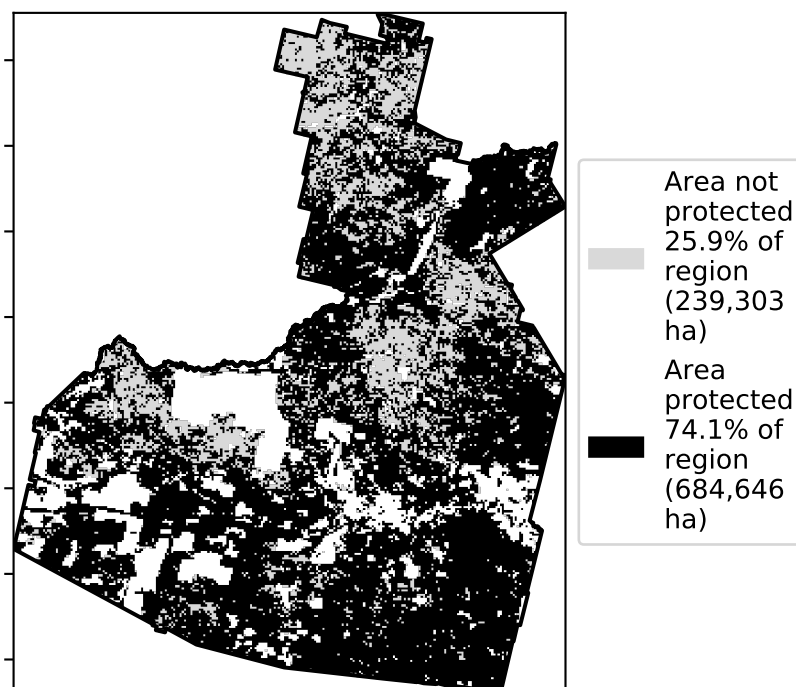 Area not
protected
25.9% of
region
(239,303
ha)
Area
protected
74.1% of
region
(684,646
ha)